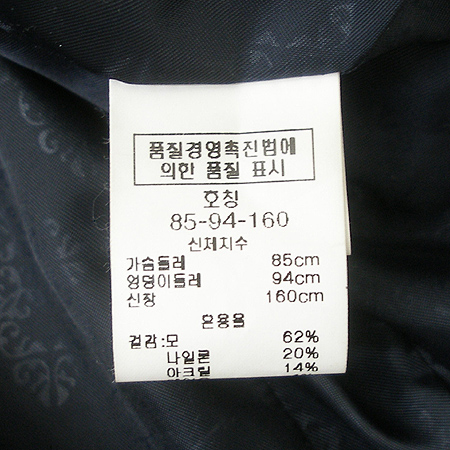 품질경영촉진법에
의한 품질 표시
호칭
85-94-160
신체치수
가슴둘레 85cm
엉덩이둘레 94cm
신장 160cm
혼용율
겉감:모 62%
나일론 20%
아크릴 14%